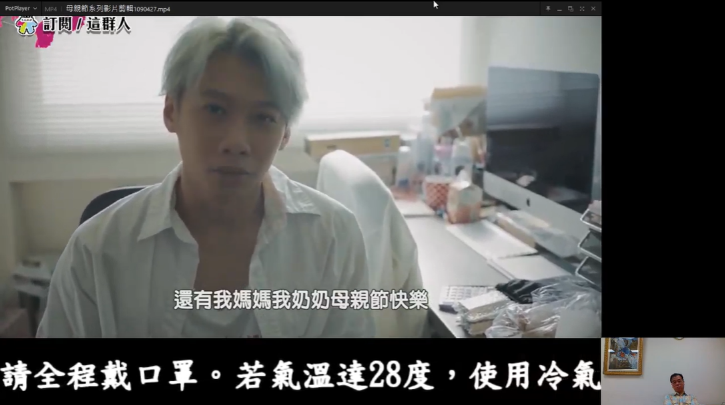 PotPlayer MP4 母親節系列影片剪輯1090427.mp4
訂閱 / 這群人
還有我媽媽我奶奶母親節快樂
請全程戴口罩。若氣溫達28度，使用冷氣